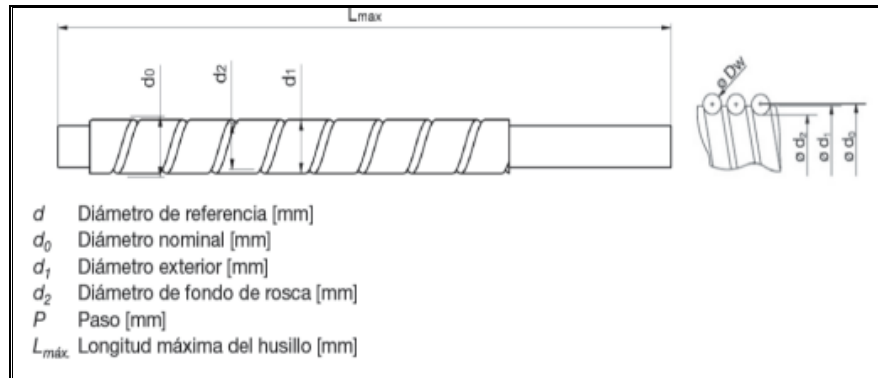 Lmax
d0
d2
d1
ø Dw
ø d2
ø d1
ø d0
d Diámetro de referencia [mm]
d0 Diámetro nominal [mm]
d1 Diámetro exterior [mm]
d2 Diámetro de fondo de rosca [mm]
P Paso [mm]
Lmáx. Longitud máxima del husillo [mm]